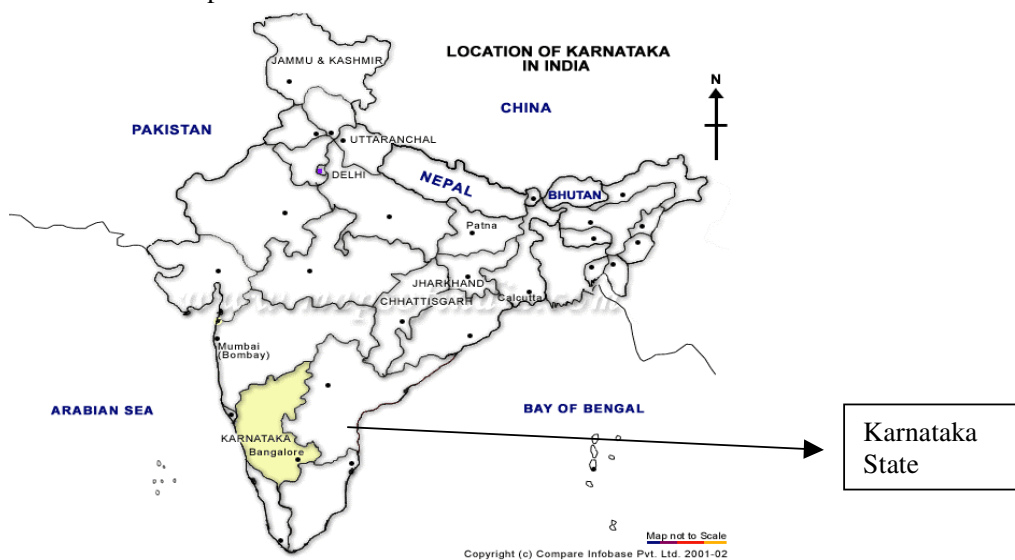 LOCATION OF KARNATAKA
IN INDIA
JAMMU & KASHMIR
N
CHINA
PAKISTAN
UTTARANCHAL
DELHI
NEPAL
BHUTAN
Patna
JHARKHAND
CHHATTISGARH
Calcutta
Mumbai
(Bombay)
ARABIAN SEA
BAY OF BENGAL
KARNATAKA
Bangalore
Karnataka
State
Map not to Scale
Copyright (c) Compare Infobase Pvt. Ltd. 2001-02